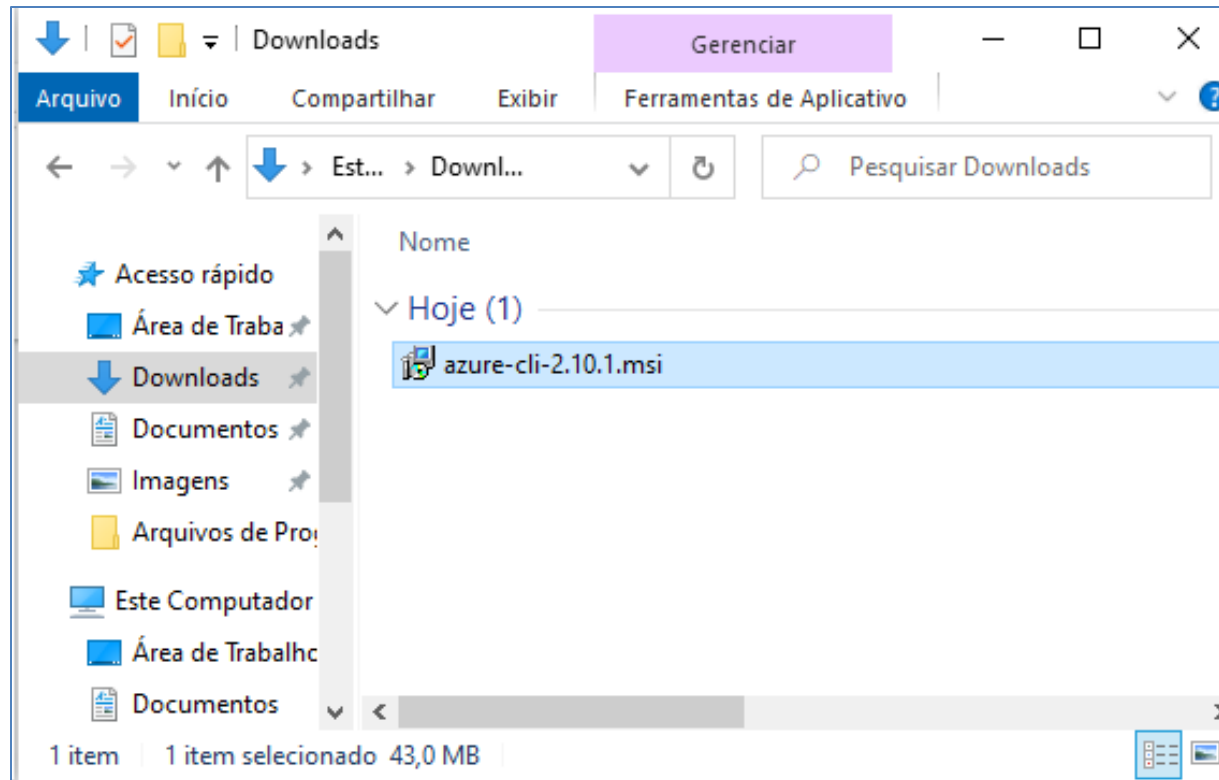 Downloads
Gerenciar
Arquivo Início Compartilhar Exibir Ferramentas de Aplicativo ?
Est... Downl... Pesquisar Downloads
Nome
Acesso rápido
Hoje (1)
Área de Traba
azure-cli-2.10.1.msi
Downloads
Documentos
Imagens
Arquivos de Prog
Este Computador
Área de Trabalho
Documentos
1 item 1 item selecionado 43,0 MB